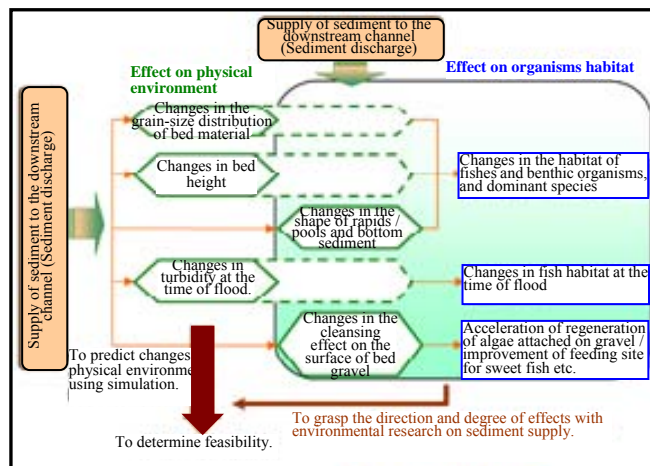 Supply of sediment to the
downstream channel
(Sediment discharge)
Effect on physical
environment
Effect on organisms habitat
Supply of sediment to the downstream
channel (Sediment discharge)
Changes in the
grain-size distribution
of bed material
Changes in bed
height
Changes in the
shape of rapids /
pools and bottom
sediment
Changes in the habitat of
fishes and benthic organisms,
and dominant species
Changes in
turbidity at the
time of flood.
Changes in fish habitat at the
time of flood
Changes in the
cleansing
effect on the
surface of bed
gravel
Acceleration of regeneration
of algae attached on gravel /
improvement of feeding site
for sweet fish etc.
To predict changes
physical environme
using simulation.
To determine feasibility.
To grasp the direction and degree of effects with
environmental research on sediment supply.